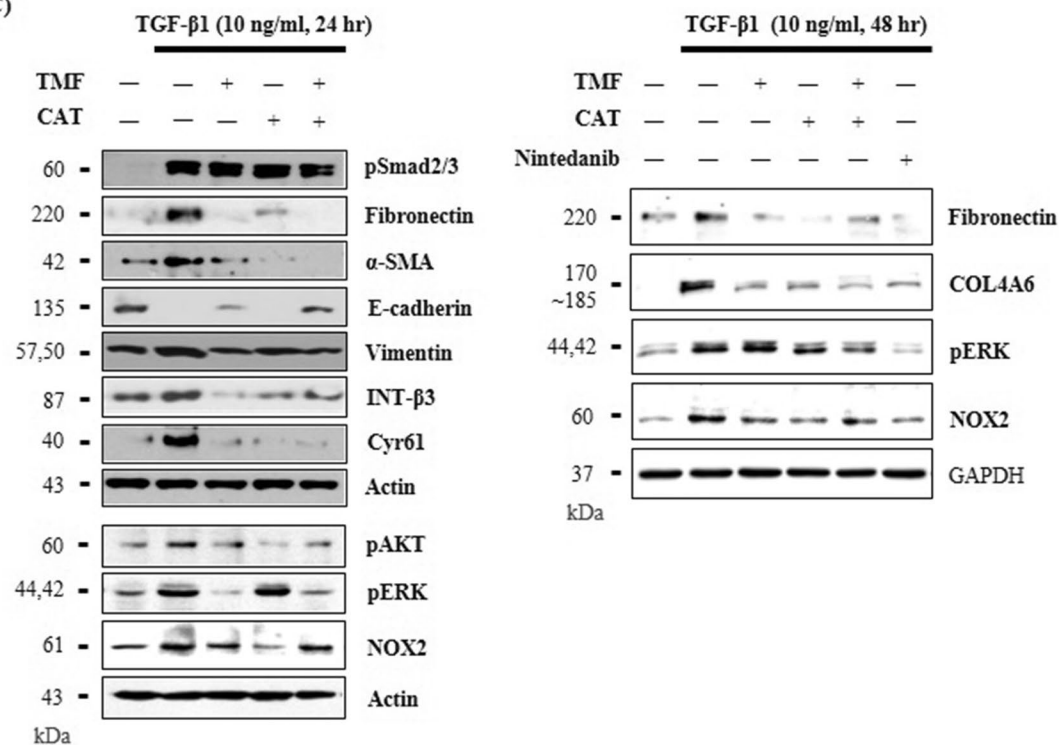 TGF-β1 (10 ng/ml, 24 hr)
TMF — — + — +
CAT — — — + +
60 - pSmad2/3
220 - Fibronectin
42 - α-SMA
135 - E-cadherin
57,50 - Vimentin
87 - INT-β3
40 - Cyr61
43 - Actin
60 - pAKT
44,42 - pERK
61 - NOX2
43 - Actin
kDa
TGF-β1 (10 ng/ml, 48 hr)
TMF — — + — + —
CAT — — — + + —
Nintedanib — — — — — +
220 - Fibronectin
170
~185 - COL4A6
44,42 - pERK
60 - NOX2
37 - GAPDH
kDa